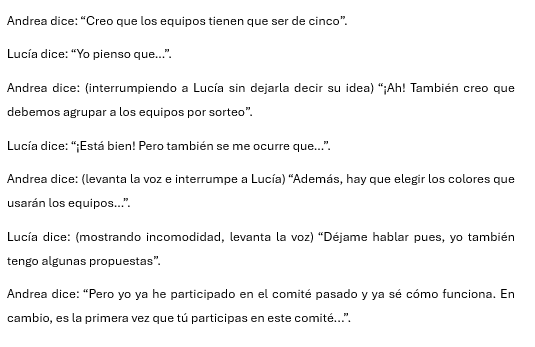 Andrea dice: “Creo que los equipos tienen que ser de cinco”.
Lucía dice: “Yo pienso que...”.
Andrea dice: (interrumpiendo a Lucía sin dejarla decir su idea) “¡Ah! También creo que
debemos agrupar a los equipos por sorteo”.
Lucía dice: “¡Está bien! Pero también se me ocurre que...”.
Andrea dice: (levanta la voz e interrumpe a Lucía) “Además, hay que elegir los colores que
usarán los equipos...”.
Lucía dice: (mostrando incomodidad, levanta la voz) “Déjame hablar pues, yo también
tengo algunas propuestas”.
Andrea dice: “Pero yo ya he participado en el comité pasado y ya sé cómo funciona. En
cambio, es la primera vez que tú participas en este comité...”.